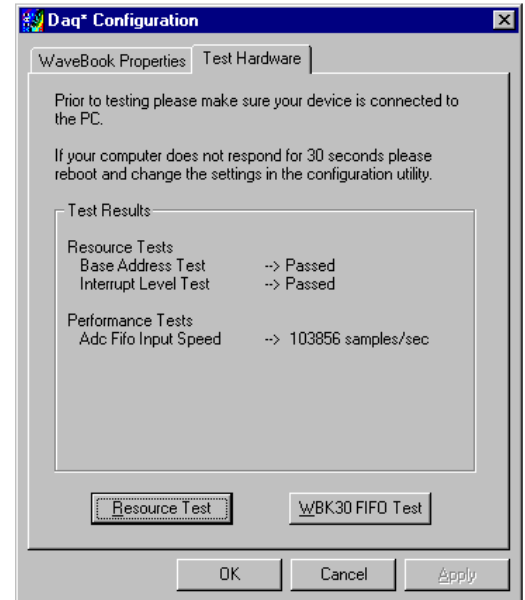 Daq* Configuration
WaveBook Properties Test Hardware
Prior to testing please make sure your device is connected to
the PC.
If your computer does not respond for 30 seconds please
reboot and change the settings in the configuration utility.
Test Results
Resource Tests
Base Address Test --> Passed
Interrupt Level Test --> Passed
Performance Tests
Adc Fifo Input Speed --> 103856 samples/sec
Resource Test WBK30 FIFO Test
OK Cancel Apply